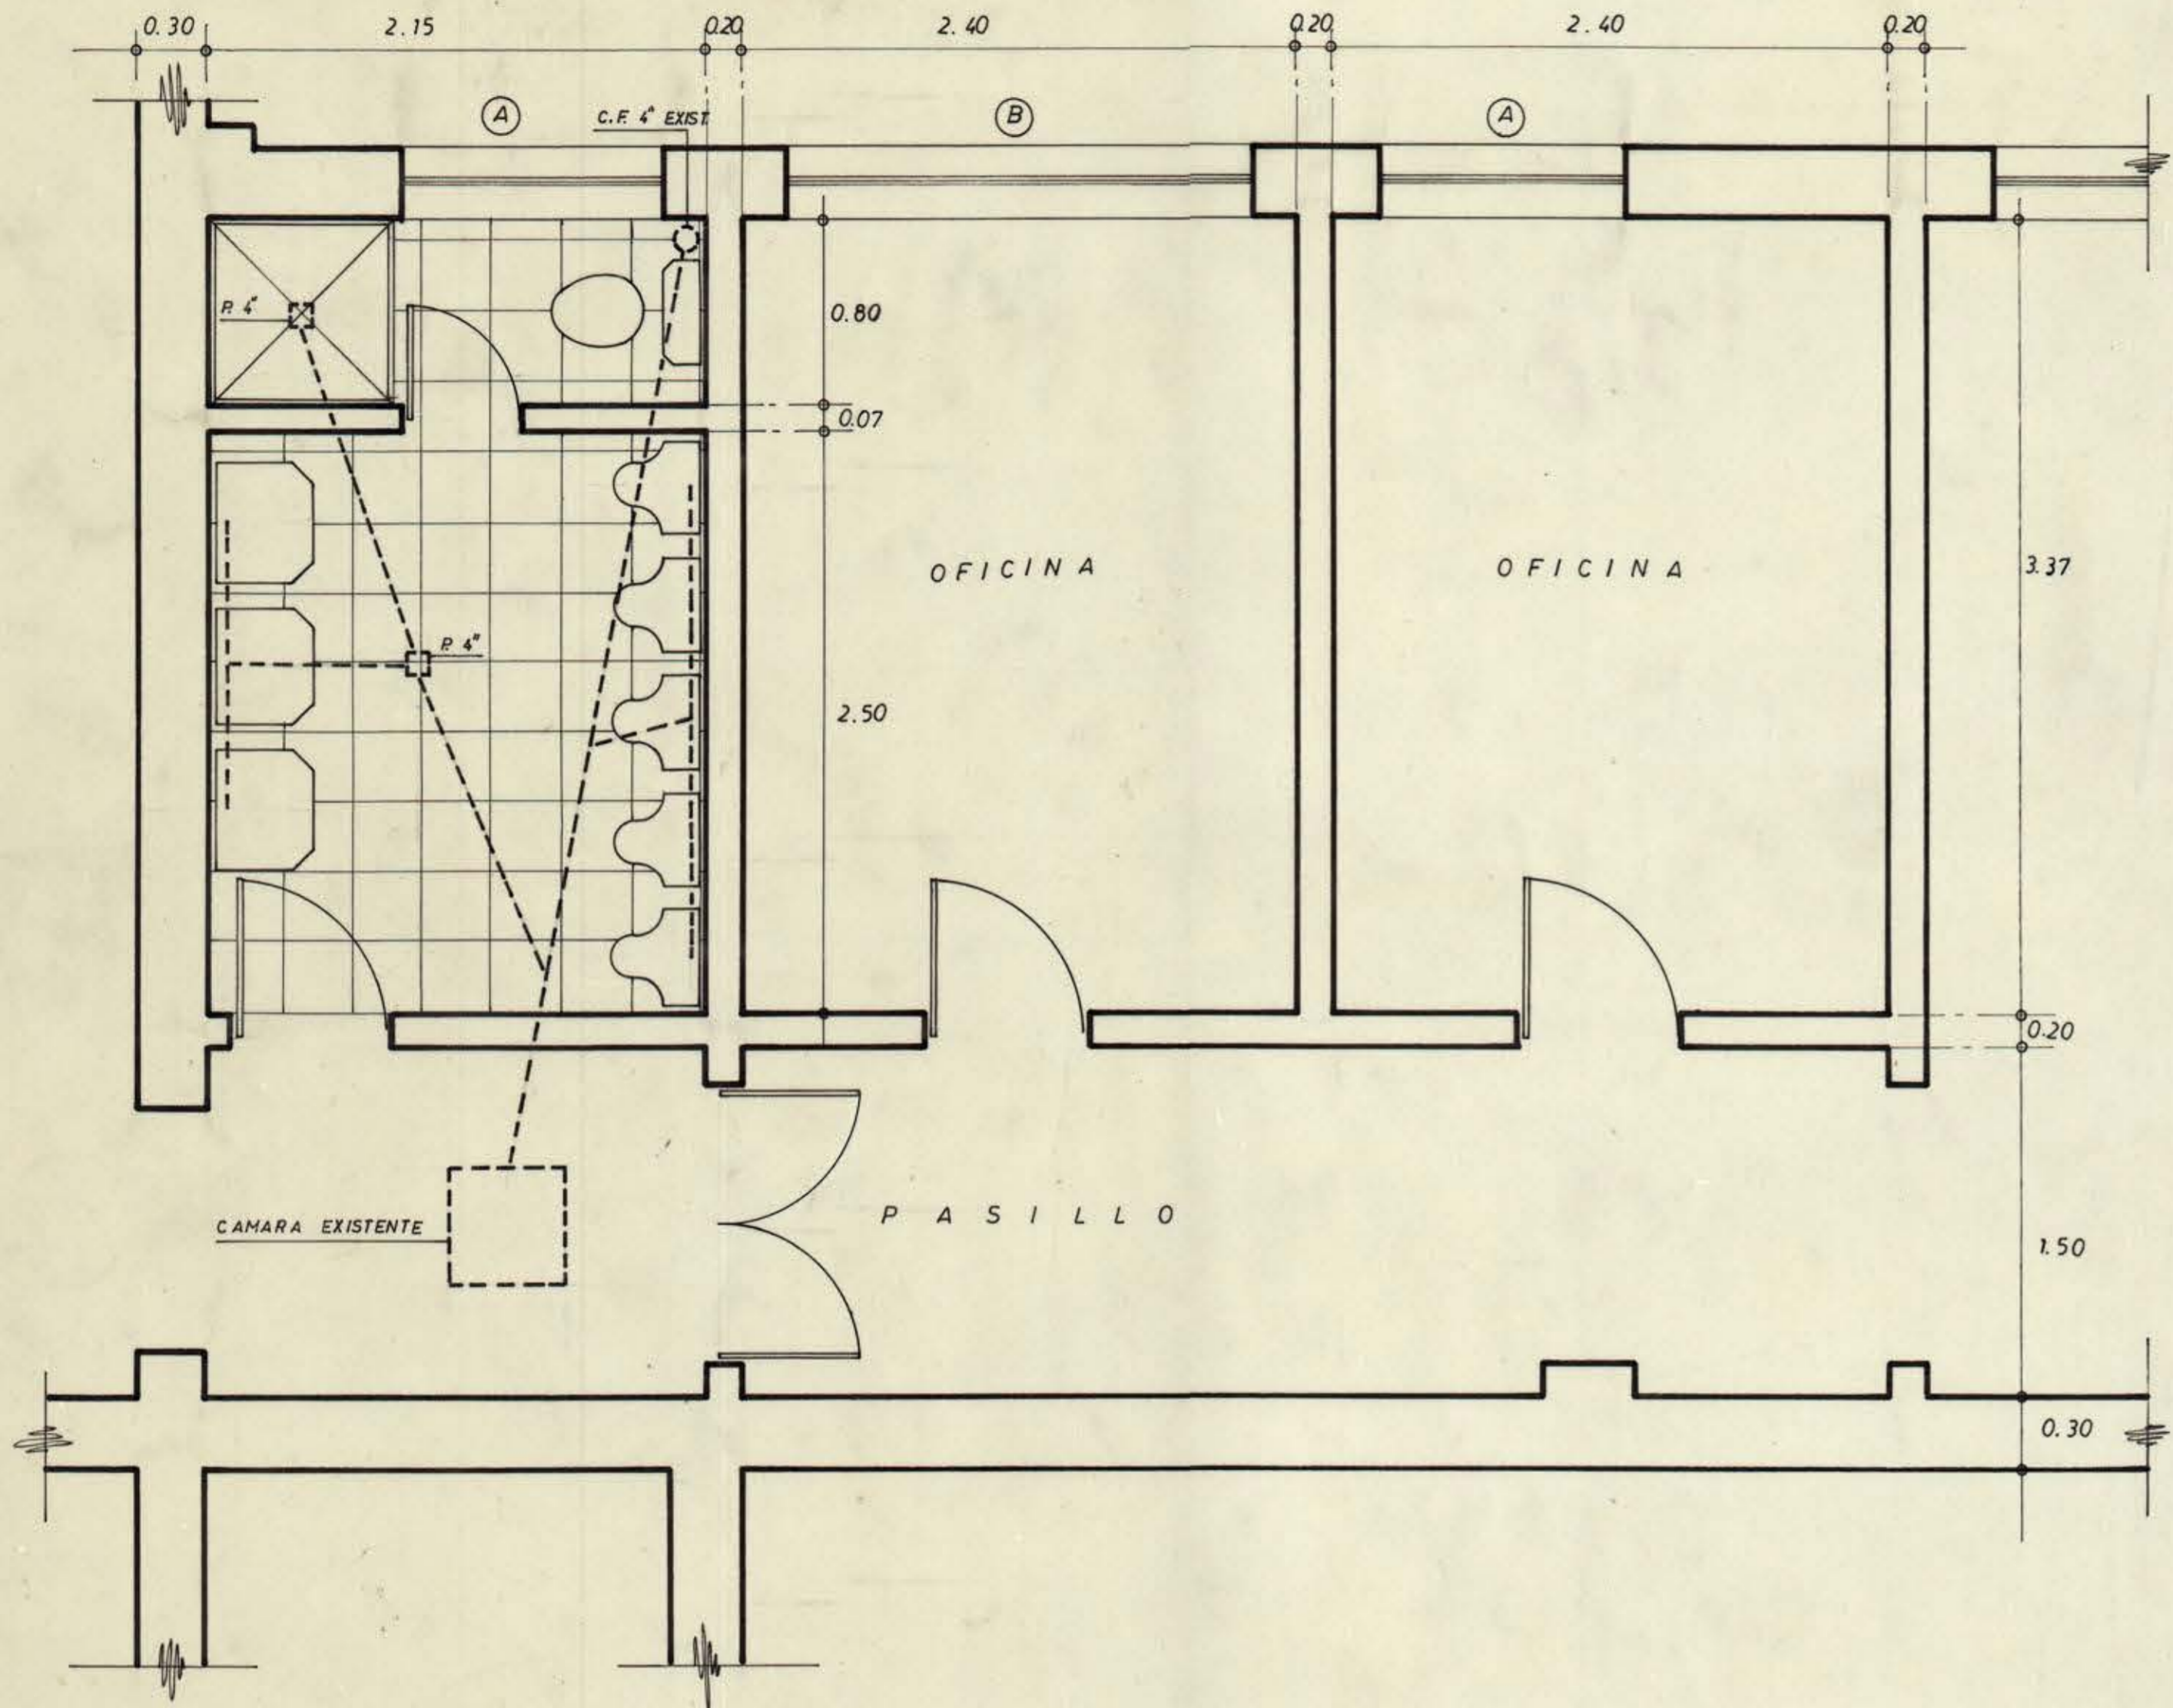 0.30 2.15 0.20 2.40 0.20 2.40 0.20
A B A
C.F. 4" EXIST.
P. 4"
0.80
0.07
OFICINA OFICINA
3.37
P. 4"
2.50
0.20
PASILLO
CAMARA EXISTENTE
1.50
0.30